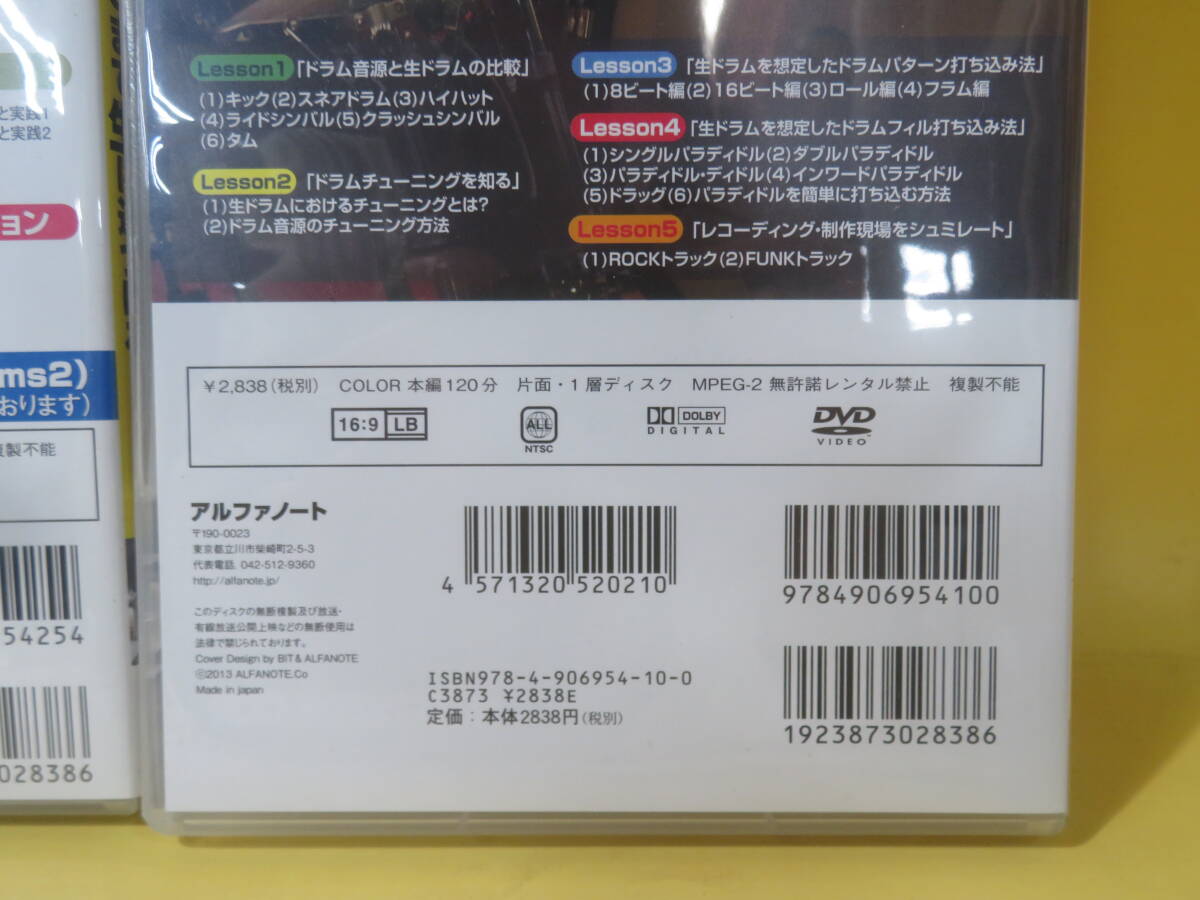 と実践1
と実践2
ョン
ms2)
おります)
複製不能
54254
028386
Lesson1「ドラム音源と生ドラムの比較」
(1)キック(2)スネアドラム(3)ハイハット
(4)ライドシンバル(5)クラッシュシンバル
(6)タム
Lesson2「ドラムチューニングを知る」
(1)生ドラムにおけるチューニングとは?
(2)ドラム音源のチューニング方法
Lesson3「生ドラムを想定したドラムパターン打ち込み法」
(1)8ビート編(2)16ビート編(3)ロール編(4)フラム編
Lesson4「生ドラムを想定したドラムフィル打ち込み法」
(1)シングルパラディドル(2)ダブルパラディドル
(3)パラディドル・ディドル(4)インワードパラディドル
(5)ドラッグ(6)パラディドルを簡単に打ち込む方法
Lesson5「レコーディング・制作現場をシュミレート」
(1)ROCKトラック(2)FUNKトラック
¥2,838(税別) COLOR 本編120分 片面・1層ディスク MPEG-2 無許諾レンタル禁止 複製不能
16:9 LB
ALL
NTSC
DOLBY
DIGITAL
DVD
VIDEO
アルファノート
〒190-0023
東京都立川市柴崎町2-5-3
代表電話. 042-512-9360
http://alfanote.jp/
このディスクの無断複製及び放送・
有線放送公開上映などの無断使用は
法律で禁じられております。
Cover Design by BIT & ALFANOTE
©2013 ALFANOTE.Co
Made in japan
4 571320 520210
9784906954100
ISBN978-4-906954-10-0
C3873 ¥2838E
定価:本体2838円(税別)
1923873028386